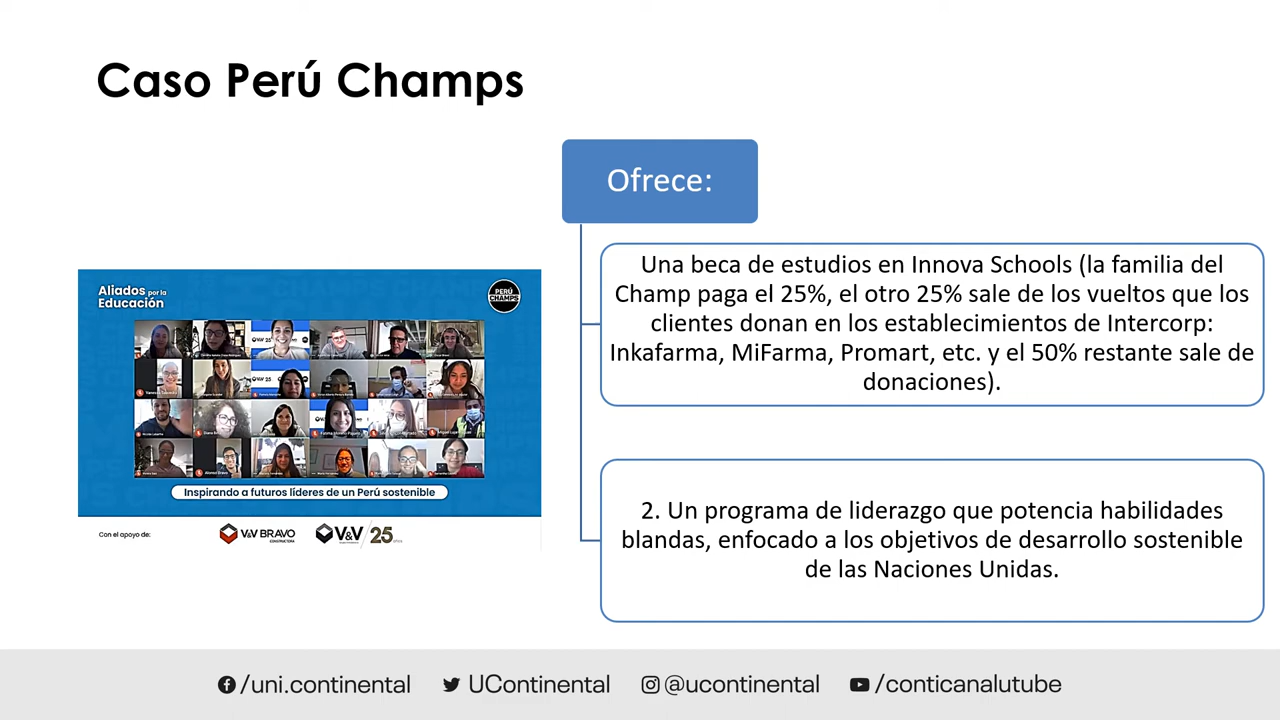 Caso Perú Champs
Ofrece:
Una beca de estudios en Innova Schools (la familia del
Champ paga el 25%, el otro 25% sale de los vueltos que los
clientes donan en los establecimientos de Intercorp:
Inkafarma, MiFarma, Promart, etc. y el 50% restante sale de
donaciones).
2. Un programa de liderazgo que potencia habilidades
blandas, enfocado a los objetivos de desarrollo sostenible
de las Naciones Unidas.
Aliados por la
Educación
PERÚ
CHAMPS
Inspirando a futuros líderes de un Perú sostenible
Con el apoyo de:
V&V BRAVO
CONSTRUCTORA
V&V
25
/uni.continental
UContinental
@ucontinental
/conticanalutube